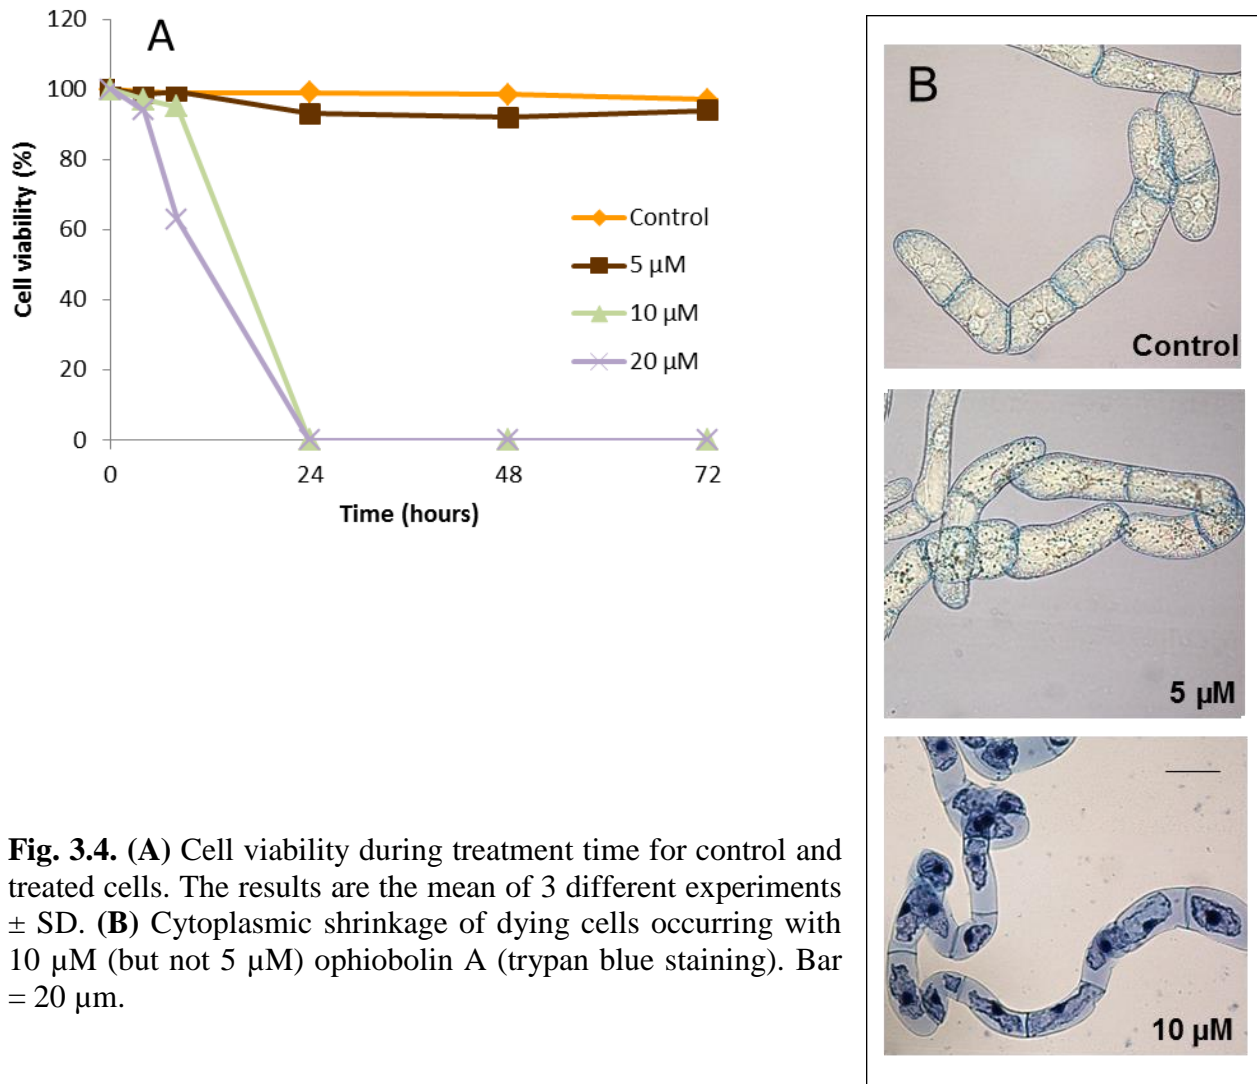 A
120
100
80
60
40
20
0
0 24 48 72
Cell viability (%)
Time (hours)
Control
5 µM
10 µM
20 µM
B
Control
5 µM
10 µM
Fig. 3.4. (A) Cell viability during treatment time for control and
treated cells. The results are the mean of 3 different experiments
± SD. (B) Cytoplasmic shrinkage of dying cells occurring with
10 µM (but not 5 µM) ophiobolin A (trypan blue staining). Bar
= 20 µm.